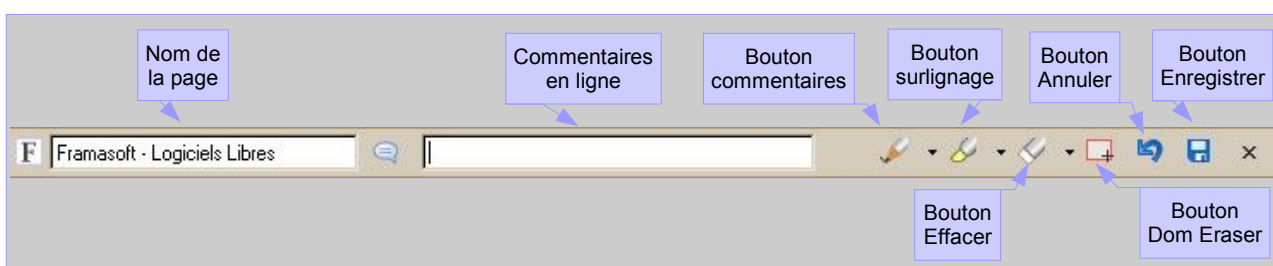 Nom de
la page
Commentaires
en ligne
Bouton
commentaires
Bouton
surlignage
Bouton
Annuler
Bouton
Enregistrer
F
Framasoft - Logiciels Libres
Bouton
Effacer
Bouton
Dom Eraser